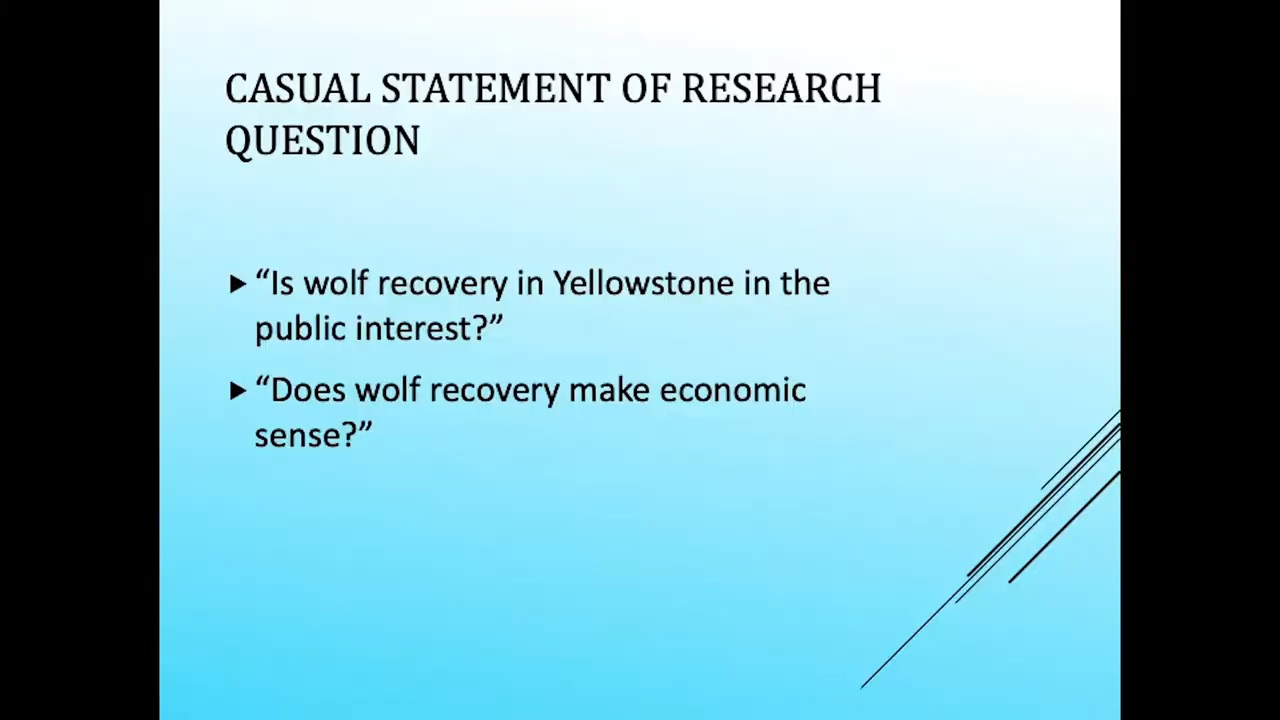 CASUAL STATEMENT OF RESEARCH
QUESTION
“Is wolf recovery in Yellowstone in the
public interest?”
“Does wolf recovery make economic
sense?”